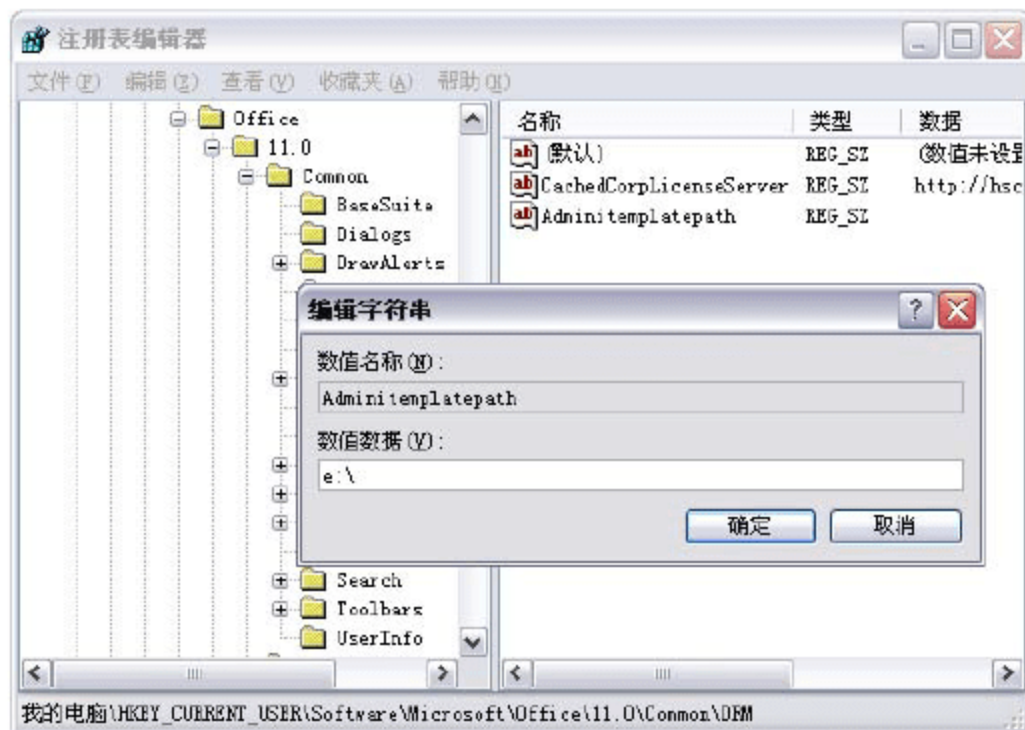 注册表编辑器
文件(F) 编辑(E) 查看(V) 收藏夹(A) 帮助(H)
Office
11.0
Common
BaseSuite
Dialogs
DrawAlerts
Search
Toolbars
UserInfo
名称 类型 数据
ab (默认) REG_SZ (数值未设置
ab CachedCorpLicenseServer REG_SZ http://hsc
ab Adminitemplatepath REG_SZ
编辑字符串
?
数值名称(N):
Adminitemplatepath
数值数据(V):
e:\
确定 取消
我的电脑\HKEY_CURRENT_USER\Software\Microsoft\Office\11.0\Common\DRM